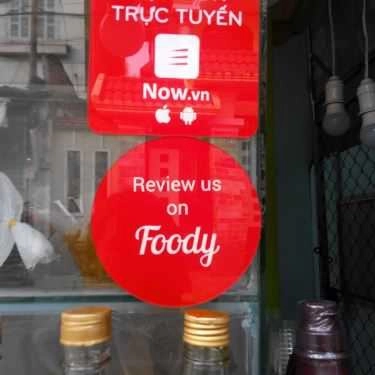 TRỰC TUYẾN
Now.vn
Review us
on
Foody